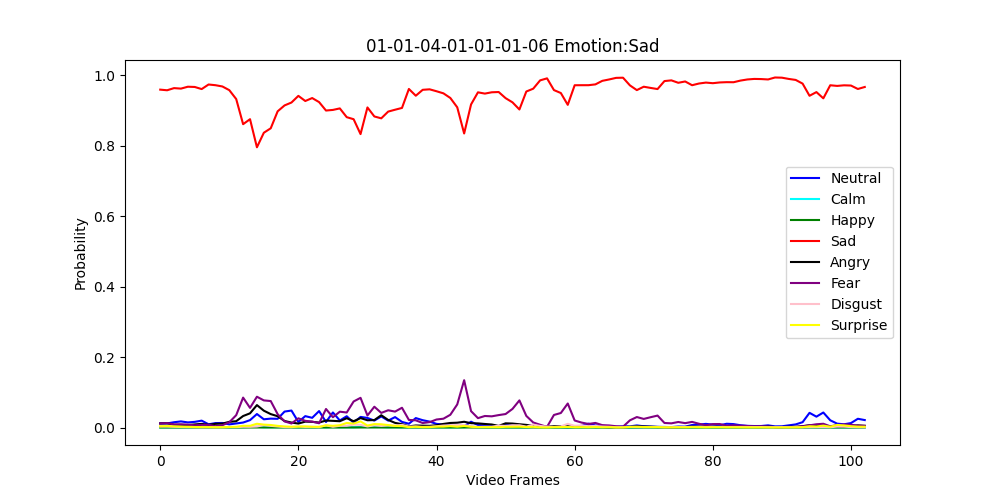 01-01-04-01-01-01-06 Emotion:Sad
1.0
0.8
0.6
0.4
0.2
0.0
Probability
Neutral
Calm
Happy
Sad
Angry
Fear
Disgust
Surprise
0 20 40 60 80 100
Video Frames